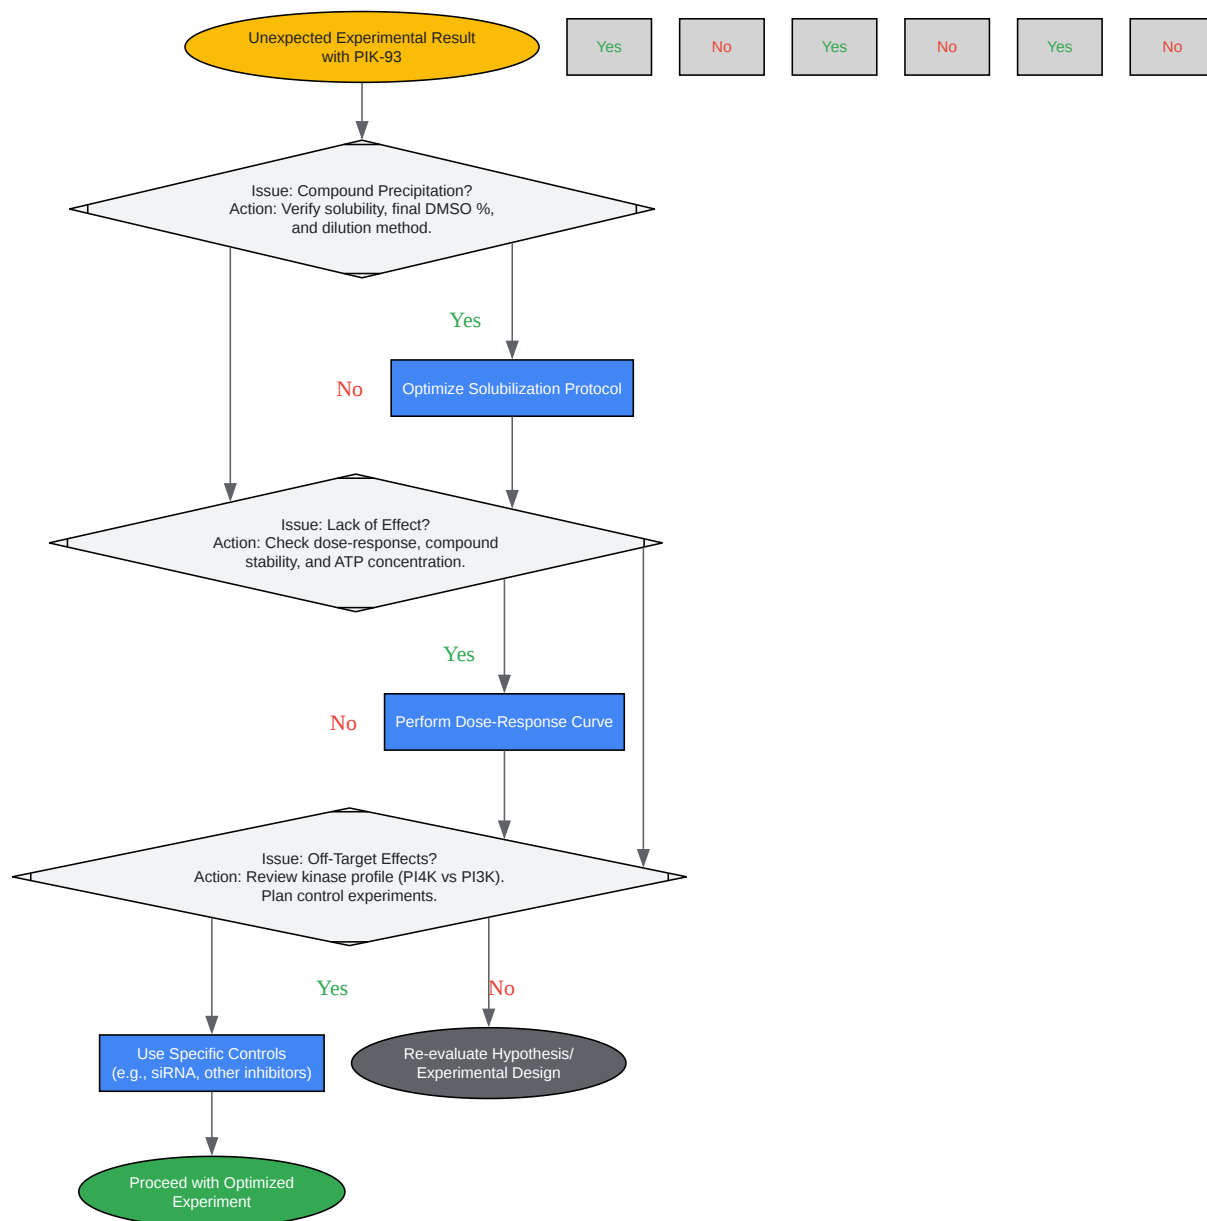 Unexpected Experimental Result
with PIK-93
Yes
No
Yes
No
Yes
No
Issue: Compound Precipitation?
Action: Verify solubility, final DMSO %,
and dilution method.
Yes
No
Optimize Solubilization Protocol
Issue: Lack of Effect?
Action: Check dose-response, compound
stability, and ATP concentration.
Yes
No
Perform Dose-Response Curve
Issue: Off-Target Effects?
Action: Review kinase profile (PI4K vs PI3K).
Plan control experiments.
Yes
No
Use Specific Controls
(e.g., siRNA, other inhibitors)
Re-evaluate Hypothesis/
Experimental Design
Proceed with Optimized
Experiment